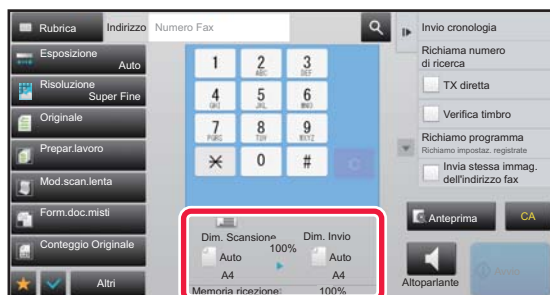 Rubrica
Indirizzo
Numero Fax
Esposizione
Auto
Risoluzione
Super Fine
Originale
Prepar.lavoro
Mod.scan.lenta
Form.doc.misti
Conteggio Originale
Altri
1
2
ABC
3
DEF
4
GHI
5
JKL
6
MNO
7
PQRS
8
TUV
9
WXYZ
0
#
Dim. Scansione
100%
Dim. Invio
Auto
Auto
A4
A4
Memoria ricezione:
100%
Invio cronologia
Richiama numero
di ricerca
TX diretta
Verifica timbro
Richiamo programma
Richiamo impostaz. registrate
Invia stessa immag.
dell'indirizzo fax
Anteprima
CA
Altoparlante
Avvio